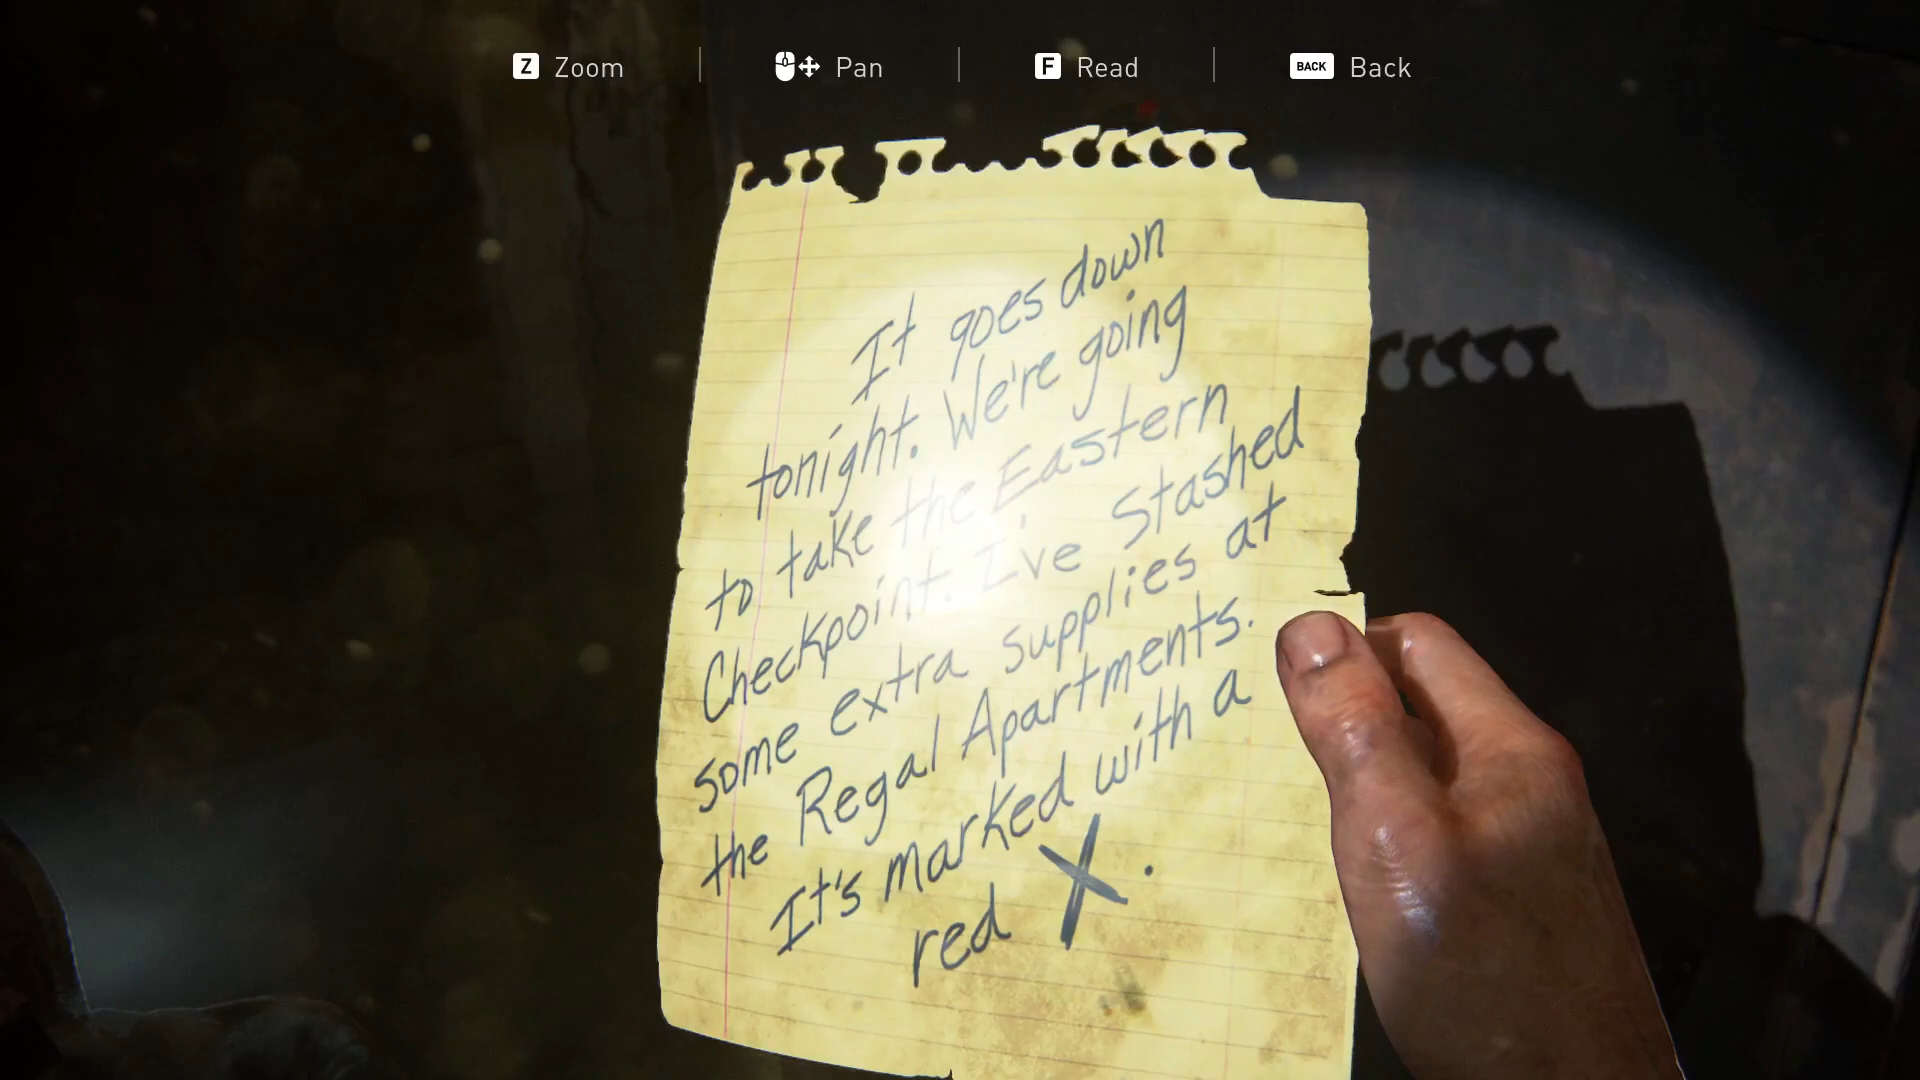 Z Zoom
Pan
F Read
BACK Back
It goes down
tonight. We're going
to take the Eastern
Checkpoint. I've Stashed
some extra supplies at
the Regal Apartments.
It's marked with a
red X.